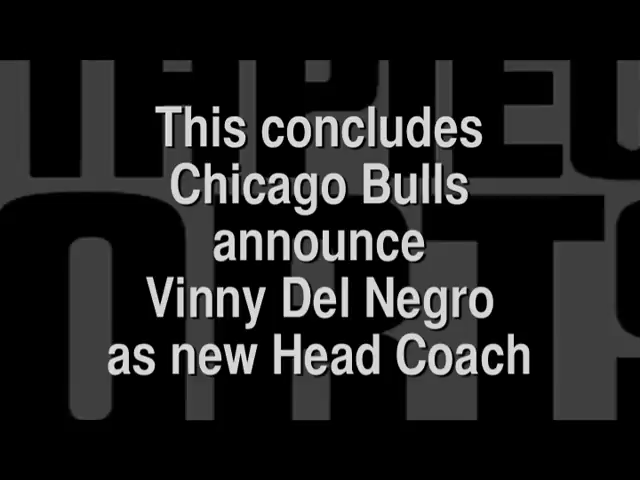 This concludes
Chicago Bulls
announce
Vinny Del Negro
as new Head Coach